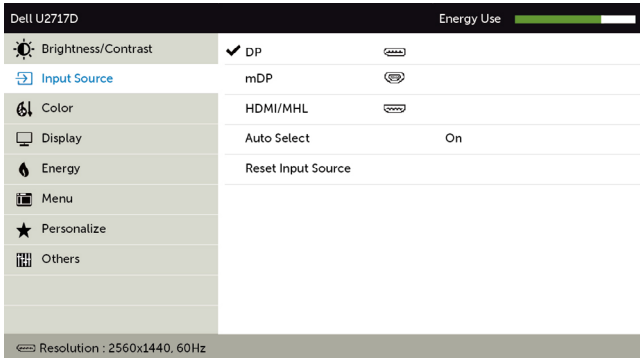 Dell U2717D Energy Use
Brightness/Contrast
Input Source
Color
Display
Energy
Menu
Personalize
Others
DP
mDP
HDMI/MHL
Auto Select On
Reset Input Source
Resolution : 2560x1440, 60Hz